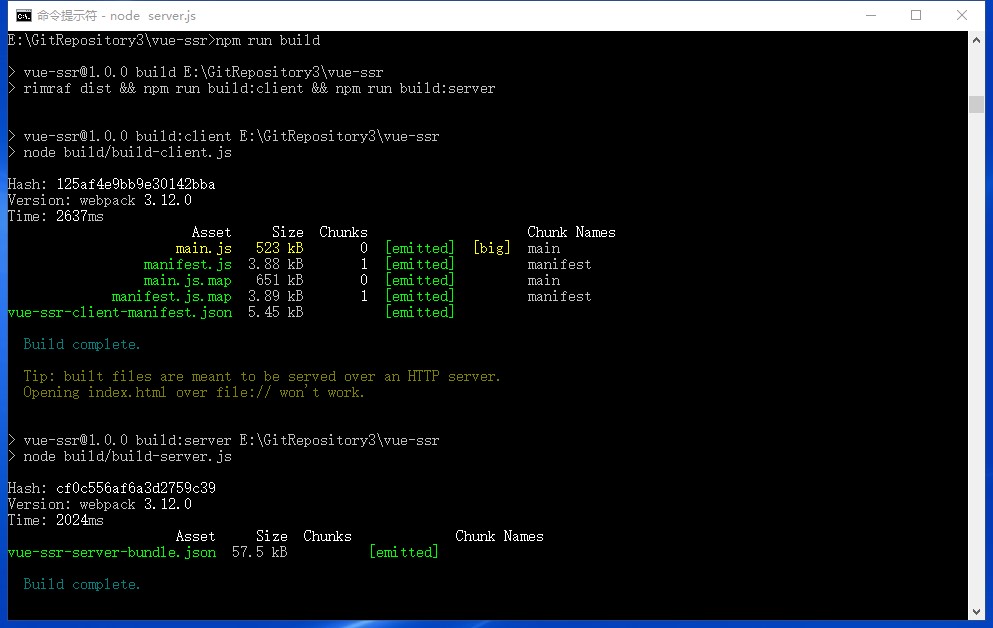 命令提示符 - node server.js
E:\GitRepository3\vue-ssr>npm run build
> vue-ssr@1.0.0 build E:\GitRepository3\vue-ssr
> rimraf dist && npm run build:client && npm run build:server
> vue-ssr@1.0.0 build:client E:\GitRepository3\vue-ssr
> node build/build-client.js
Hash: 125af4e9bb9e30142bba
Version: webpack 3.12.0
Time: 2637ms
Asset Size Chunks Chunk Names
main.js 523 kB 0 [emitted] [big] main
manifest.js 3.88 kB 1 [emitted] manifest
main.js.map 651 kB 0 [emitted] main
manifest.js.map 3.89 kB 1 [emitted] manifest
vue-ssr-client-manifest.json 5.45 kB [emitted]
Build complete.
Tip: built files are meant to be served over an HTTP server.
Opening index.html over file:// won't work.
> vue-ssr@1.0.0 build:server E:\GitRepository3\vue-ssr
> node build/build-server.js
Hash: cf0c556af6a3d2759c39
Version: webpack 3.12.0
Time: 2024ms
Asset Size Chunks Chunk Names
vue-ssr-server-bundle.json 57.5 kB [emitted]
Build complete.